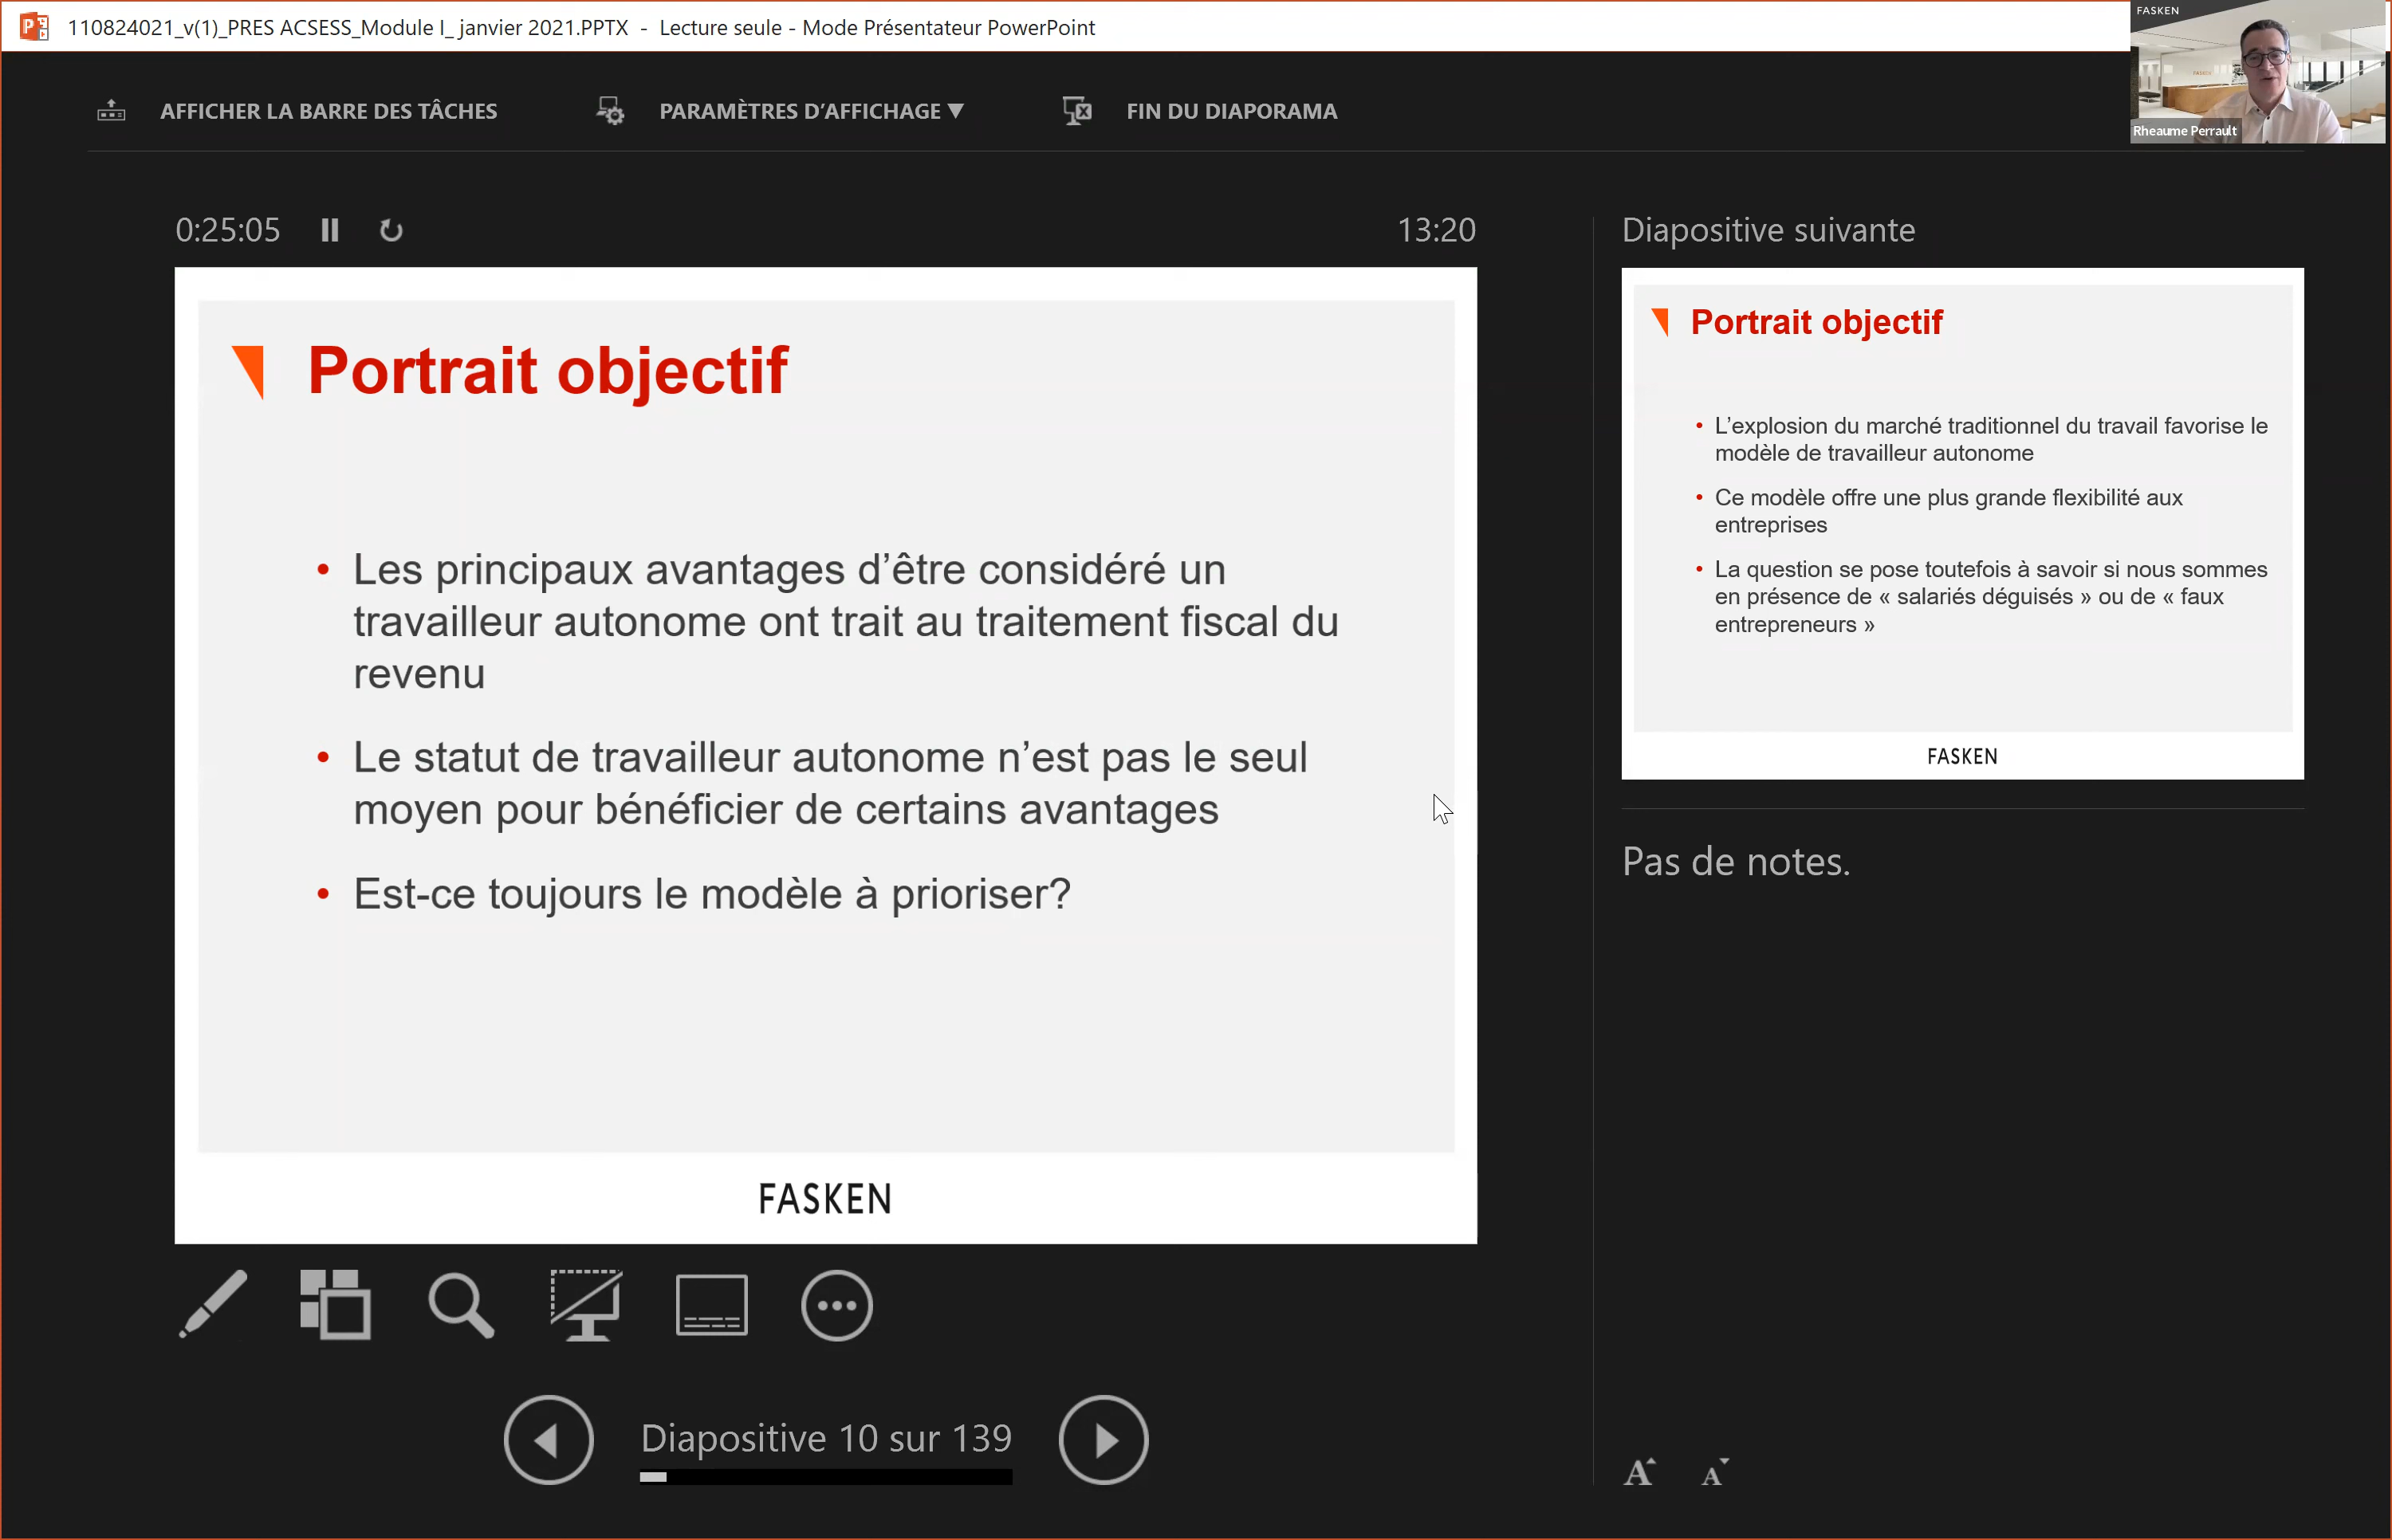 110824021_v(1)_PRES ACSESS_Module I_ janvier 2021.PPTX - Lecture seule - Mode Présentateur PowerPoint
FASKEN
Rheaume Perrault
AFFICHER LA BARRE DES TÂCHES
PARAMÈTRES D’AFFICHAGE ▼
FIN DU DIAPORAMA
0:25:05
13:20
Portrait objectif
• Les principaux avantages d’être considéré un
travailleur autonome ont trait au traitement fiscal du
revenu
• Le statut de travailleur autonome n’est pas le seul
moyen pour bénéficier de certains avantages
• Est-ce toujours le modèle à prioriser?
FASKEN
Diapositive 10 sur 139
Diapositive suivante
Portrait objectif
• L’explosion du marché traditionnel du travail favorise le
modèle de travailleur autonome
• Ce modèle offre une plus grande flexibilité aux
entreprises
• La question se pose toutefois à savoir si nous sommes
en présence de « salariés déguisés » ou de « faux
entrepreneurs »
FASKEN
Pas de notes.
A A